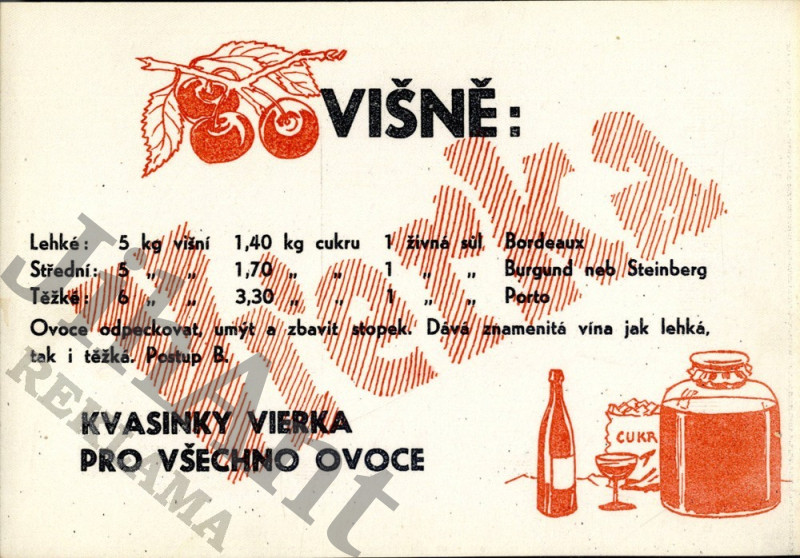 VIŠNĚ:
Vierka
Lehké: 5 kg višní 1,40 kg cukru 1 živná sůl Bordeaux
Střední: 5 „ „ 1,70 „ „ 1 „ „ Burgund neb Steinberg
Těžké: 6 „ „ 3,30 „ „ 1 „ „ Porto
Ovoce odpeckovat, umýt a zbavit stopek. Dává znamenitá vína jak lehká,
tak i těžká. Postup B.
KVASINKY VIERKA
PRO VŠECHNO OVOCE
CUKR
JikAnt
REKLAMA